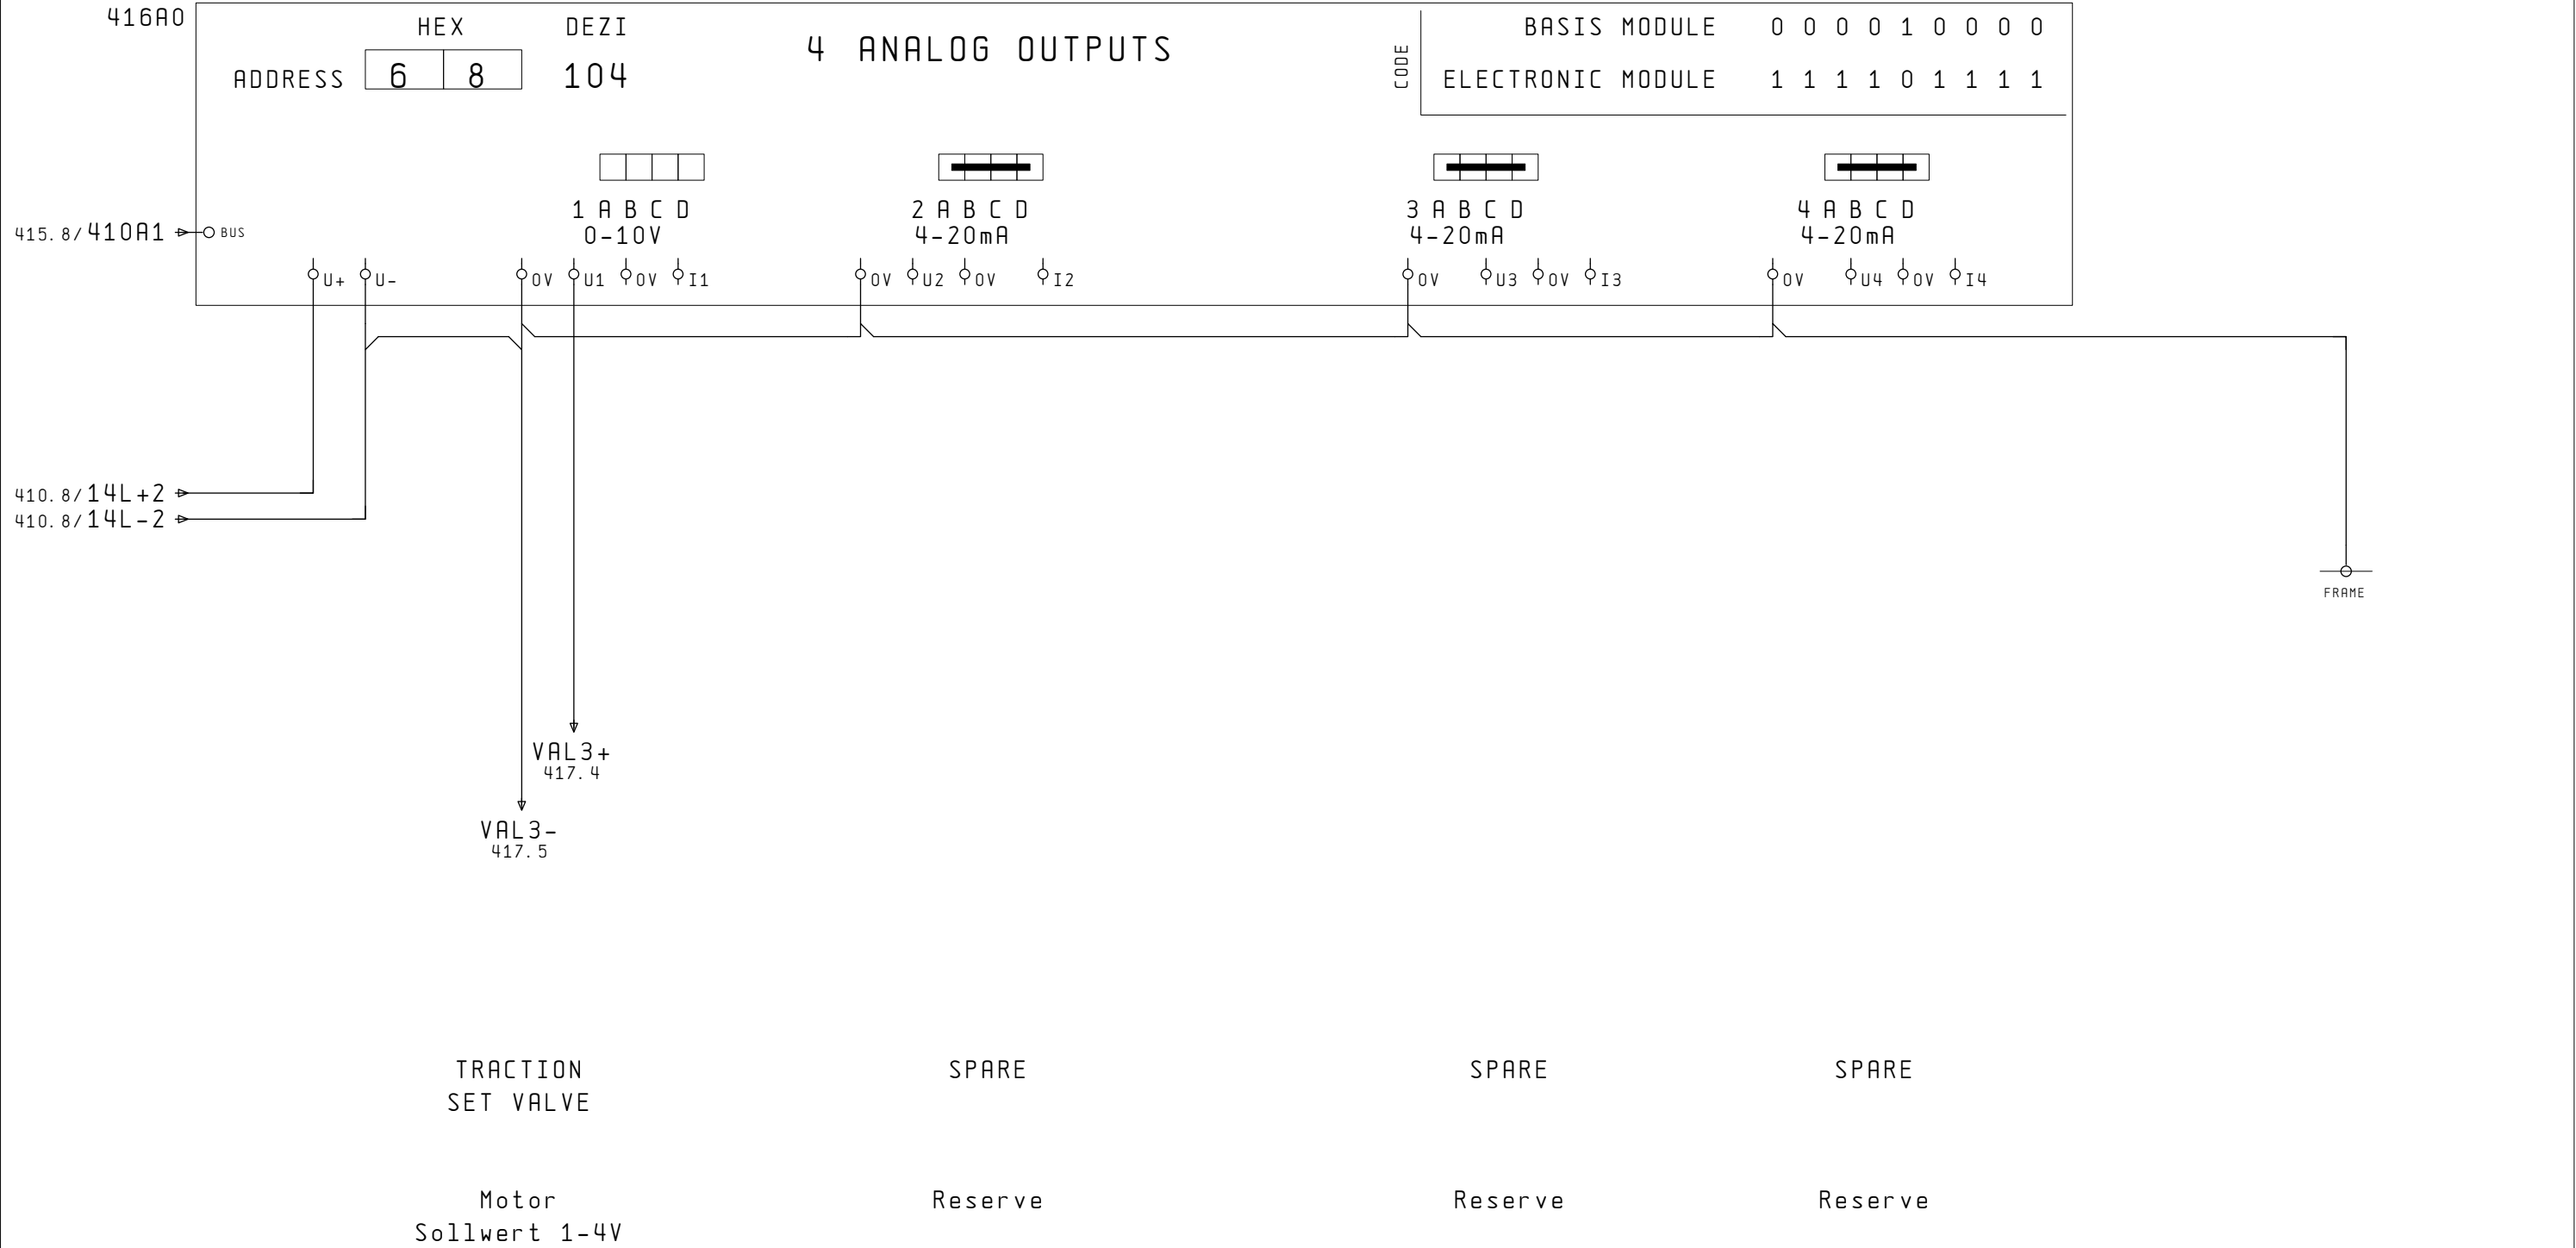 416A0
HEX DEZI
ADDRESS 6 8 104
4 ANALOG OUTPUTS
CODE
BASIS MODULE 0 0 0 0 1 0 0 0 0
ELECTRONIC MODULE 1 1 1 1 0 1 1 1 1
1 A B C D
0-10V
2 A B C D
4-20mA
3 A B C D
4-20mA
4 A B C D
4-20mA
415.8/410A1 BUS
U+ U- 0V U1 0V I1 0V U2 0V I2 0V U3 0V I3 0V U4 0V I4
410.8/14L+2
410.8/14L-2
FRAME
VAL3+
417.4
VAL3-
417.5
TRACTION
SET VALVE
SPARE
SPARE
SPARE
Motor
Sollwert 1-4V
Reserve
Reserve
Reserve